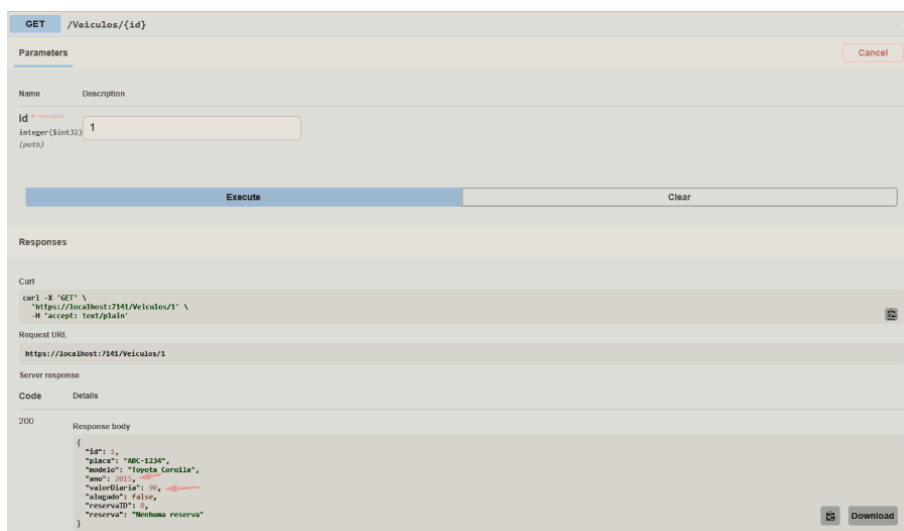 GET /Veiculos/{id}
Parameters
Cancel
Name Description
id * required
integer($int32)
(path)
1
Execute
Clear
Responses
Curl
curl -X 'GET' \
'https://localhost:7141/Veiculos/1' \
-H 'accept: text/plain'
Request URL
https://localhost:7141/Veiculos/1
Server response
Code Details
200
Response body
{
"id": 1,
"placa": "ABC-1234",
"modelo": "Toyota Corolla",
"ano": 2015,
"valorDiaria": 90,
"alugado": false,
"reservaID": 0,
"reserva": "Nenhuma reserva"
}
Download